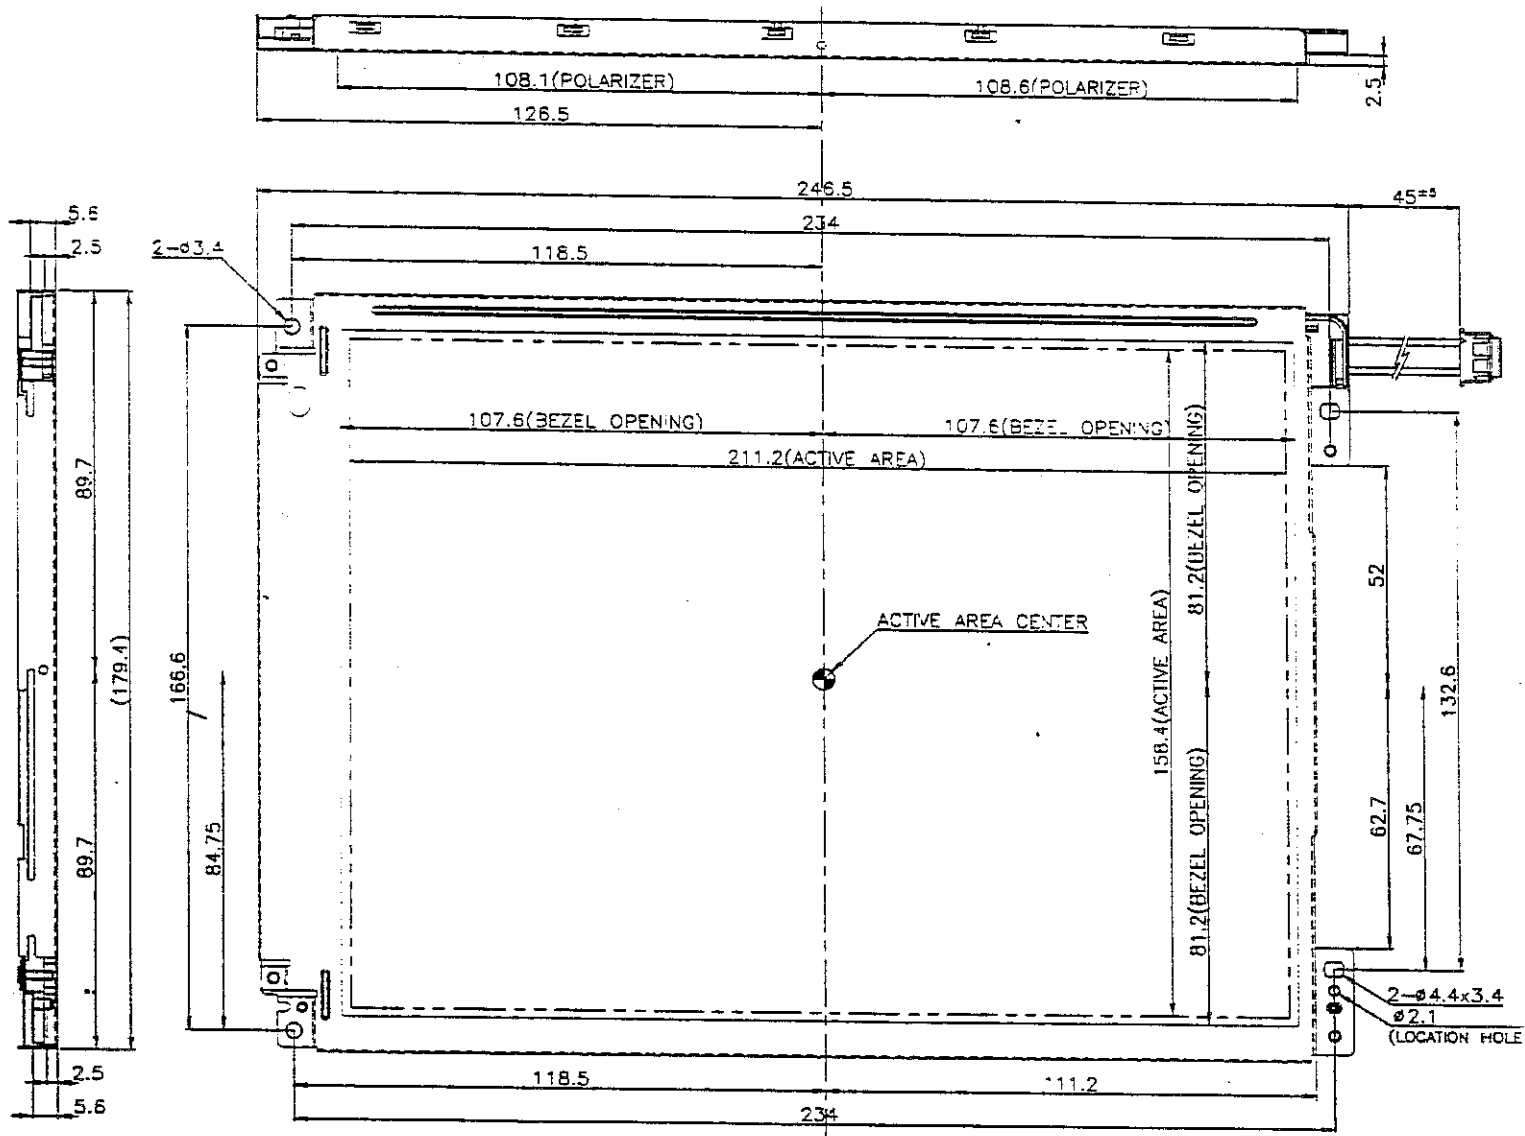 108.1(POLARIZER)
108.6(POLARIZER)
2.5
126.5
246.5
45±5
5.6
234
2.5
2-ø3.4
118.5
107.6(BEZEL OPENING)
107.6(BEZEL OPENING)
211.2(ACTIVE AREA)
89.7
81.2(BEZEL OPENING)
52
ACTIVE AREA CENTER
(179.4)
166.6
158.4(ACTIVE AREA)
132.6
84.75
89.7
81.2(BEZEL OPENING)
62.7
67.75
2-ø4.4x3.4
ø2.1
(LOCATION HOLE
2.5
118.5
111.2
5.6
234